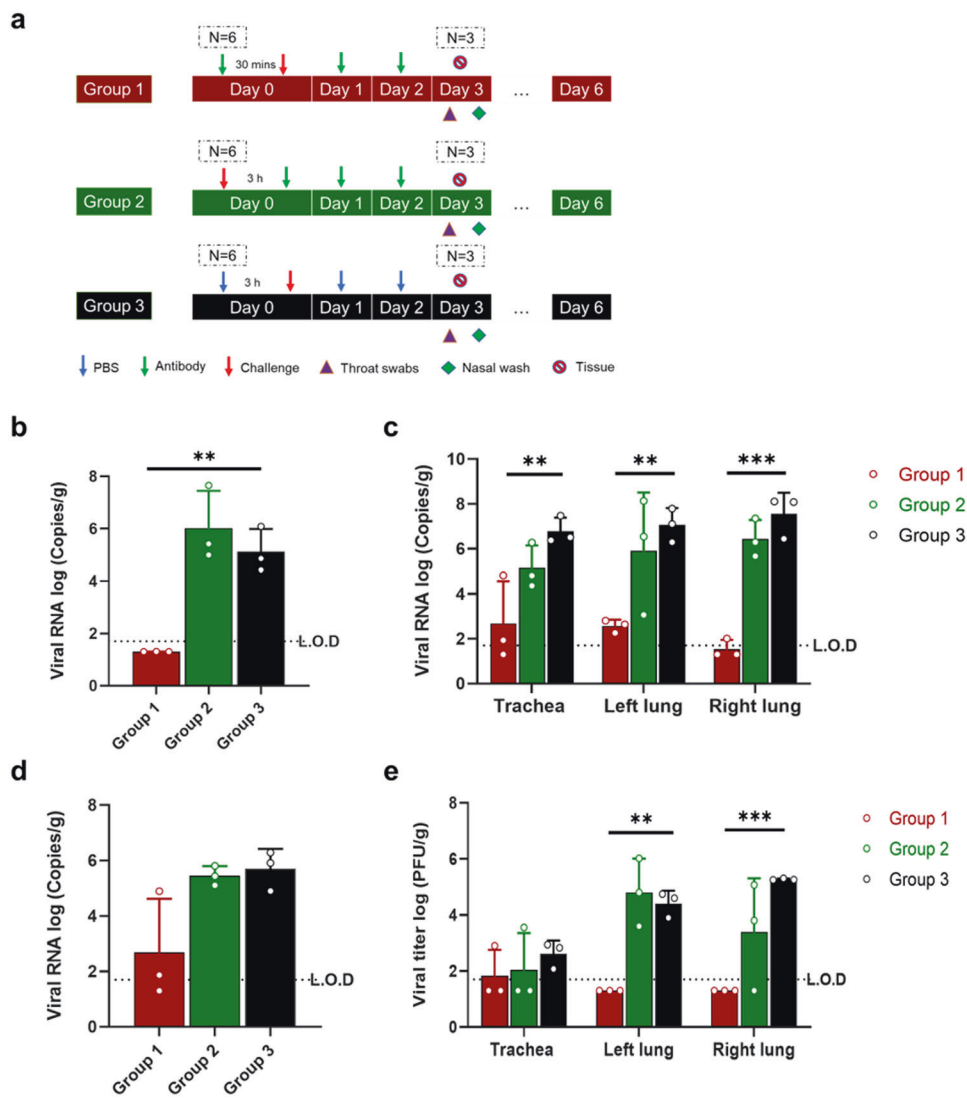 a
N=6
N=3
30 mins
Group 1
Day 0
Day 1
Day 2
Day 3
...
Day 6
N=6
N=3
3 h
Group 2
Day 0
Day 1
Day 2
Day 3
...
Day 6
N=6
N=3
3 h
Group 3
Day 0
Day 1
Day 2
Day 3
...
Day 6
PBS
Antibody
Challenge
Throat swabs
Nasal wash
Tissue
b
Viral RNA log (Copies/g)
8
6
4
2
0
**
L.O.D
Group 1
Group 2
Group 3
c
Viral RNA log (Copies/g)
10
8
6
4
2
0
**
**
***
L.O.D
Trachea
Left lung
Right lung
Group 1
Group 2
Group 3
d
Viral RNA log (Copies/g)
8
6
4
2
0
L.O.D
Group 1
Group 2
Group 3
e
Viral titer log (PFU/g)
8
6
4
2
0
**
***
L.O.D
Trachea
Left lung
Right lung
Group 1
Group 2
Group 3